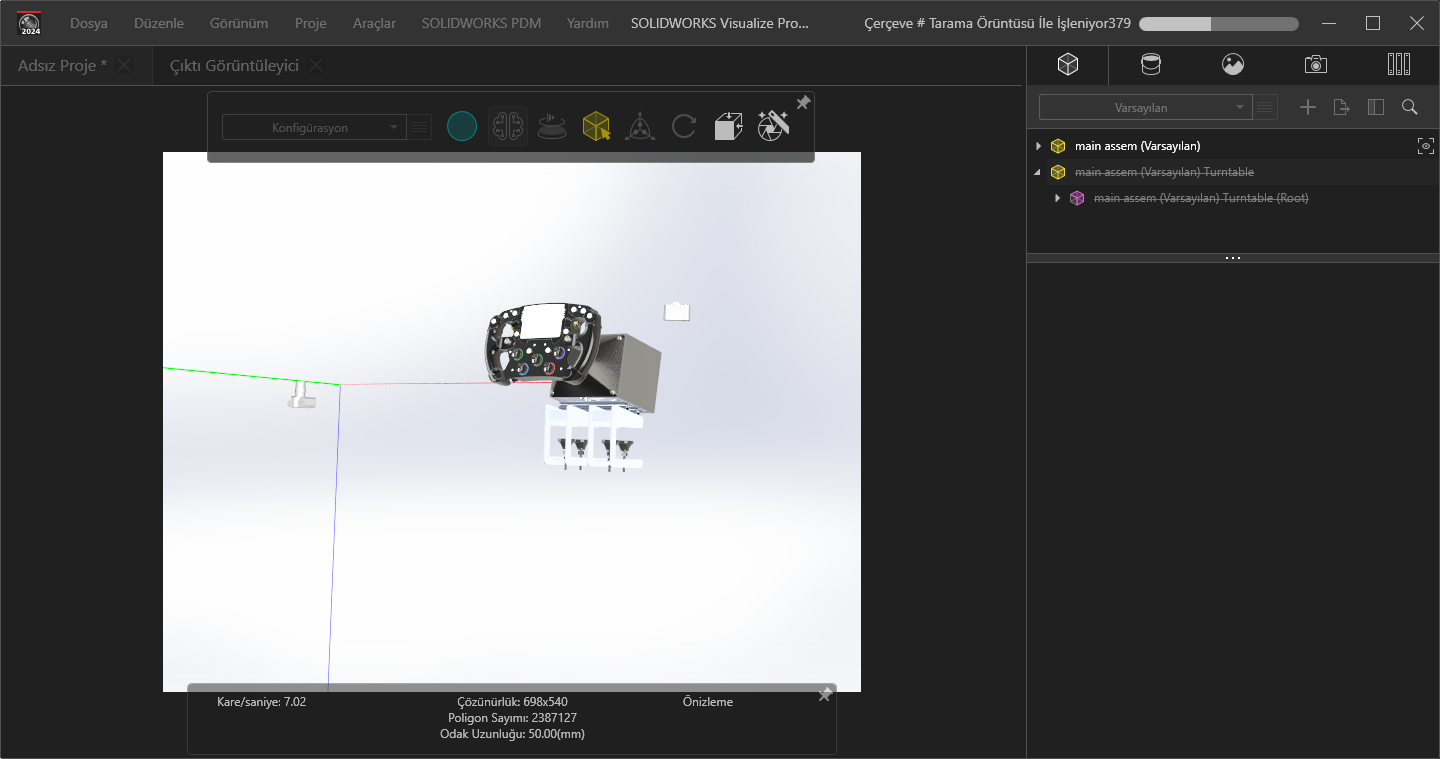 2024 Dosya Düzenle Görünüm Proje Araçlar SOLIDWORKS PDM Yardım SOLIDWORKS Visualize Pro... Çerçeve # Tarama Örüntüsü İle İşleniyor379
Adsız Proje * Çıktı Görüntüleyici
Konfigürasyon
Varsayılan
main assem (Varsayılan)
main assem (Varsayılan) Turntable
main assem (Varsayılan) Turntable (Root)
Kare/saniye: 7.02 Çözünürlük: 698x540 Önizleme
Poligon Sayımı: 2387127
Odak Uzunluğu: 50.00(mm)